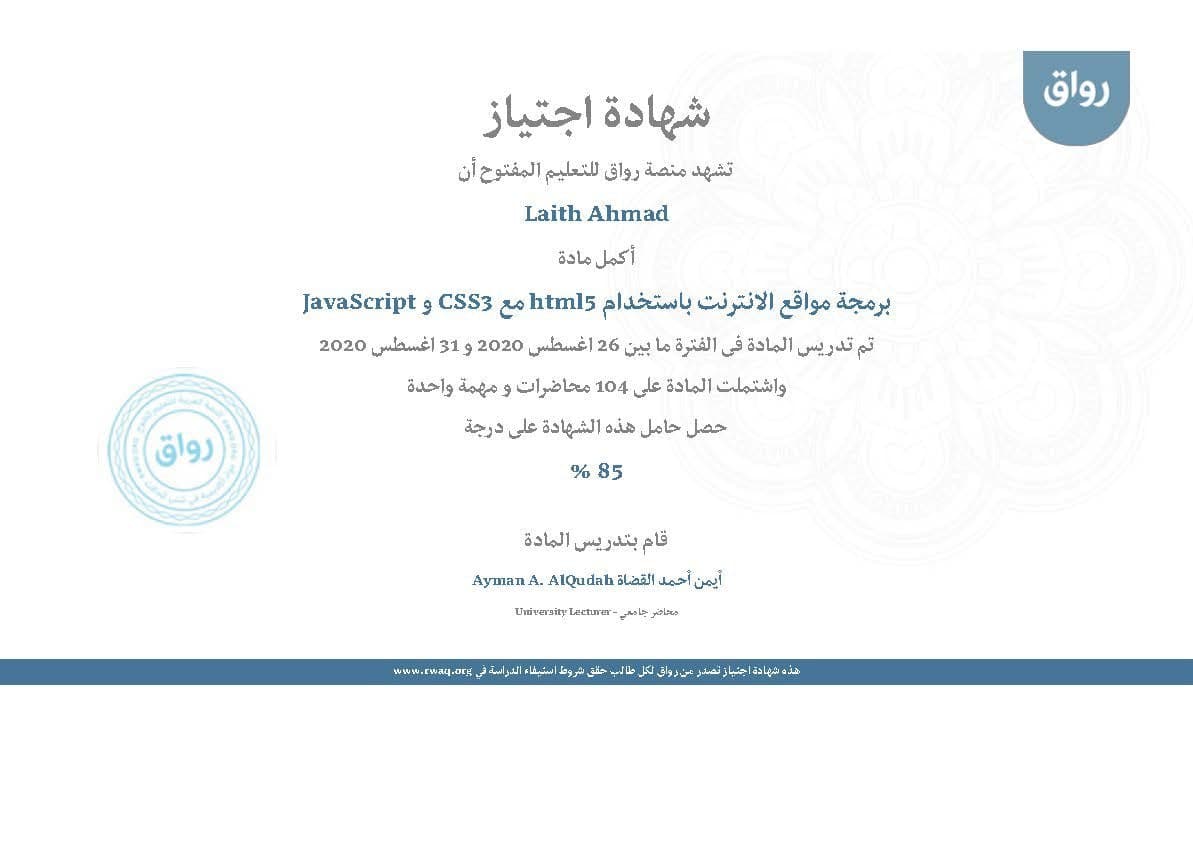 رواق
شهادة اجتياز
تشهد منصة رواق للتعليم المفتوح أن
Laith Ahmad
أكمل مادة
برمجة مواقع الانترنت باستخدام html5 مع CSS3 و JavaScript
تم تدريس المادة في الفترة ما بين 26 اغسطس 2020 و 31 اغسطس 2020
واشتملت المادة على 104 محاضرات و مهمة واحدة
حصل حامل هذه الشهادة على درجة
85 %
رواق
قام بتدريس المادة
أيمن أحمد القضاة Ayman A. AlQudah
محاضر جامعي - University Lecturer
هذه شهادة اجتياز تصدر من رواق لكل طالب حقق شروط استيفاء الدراسة في www.rwaq.org